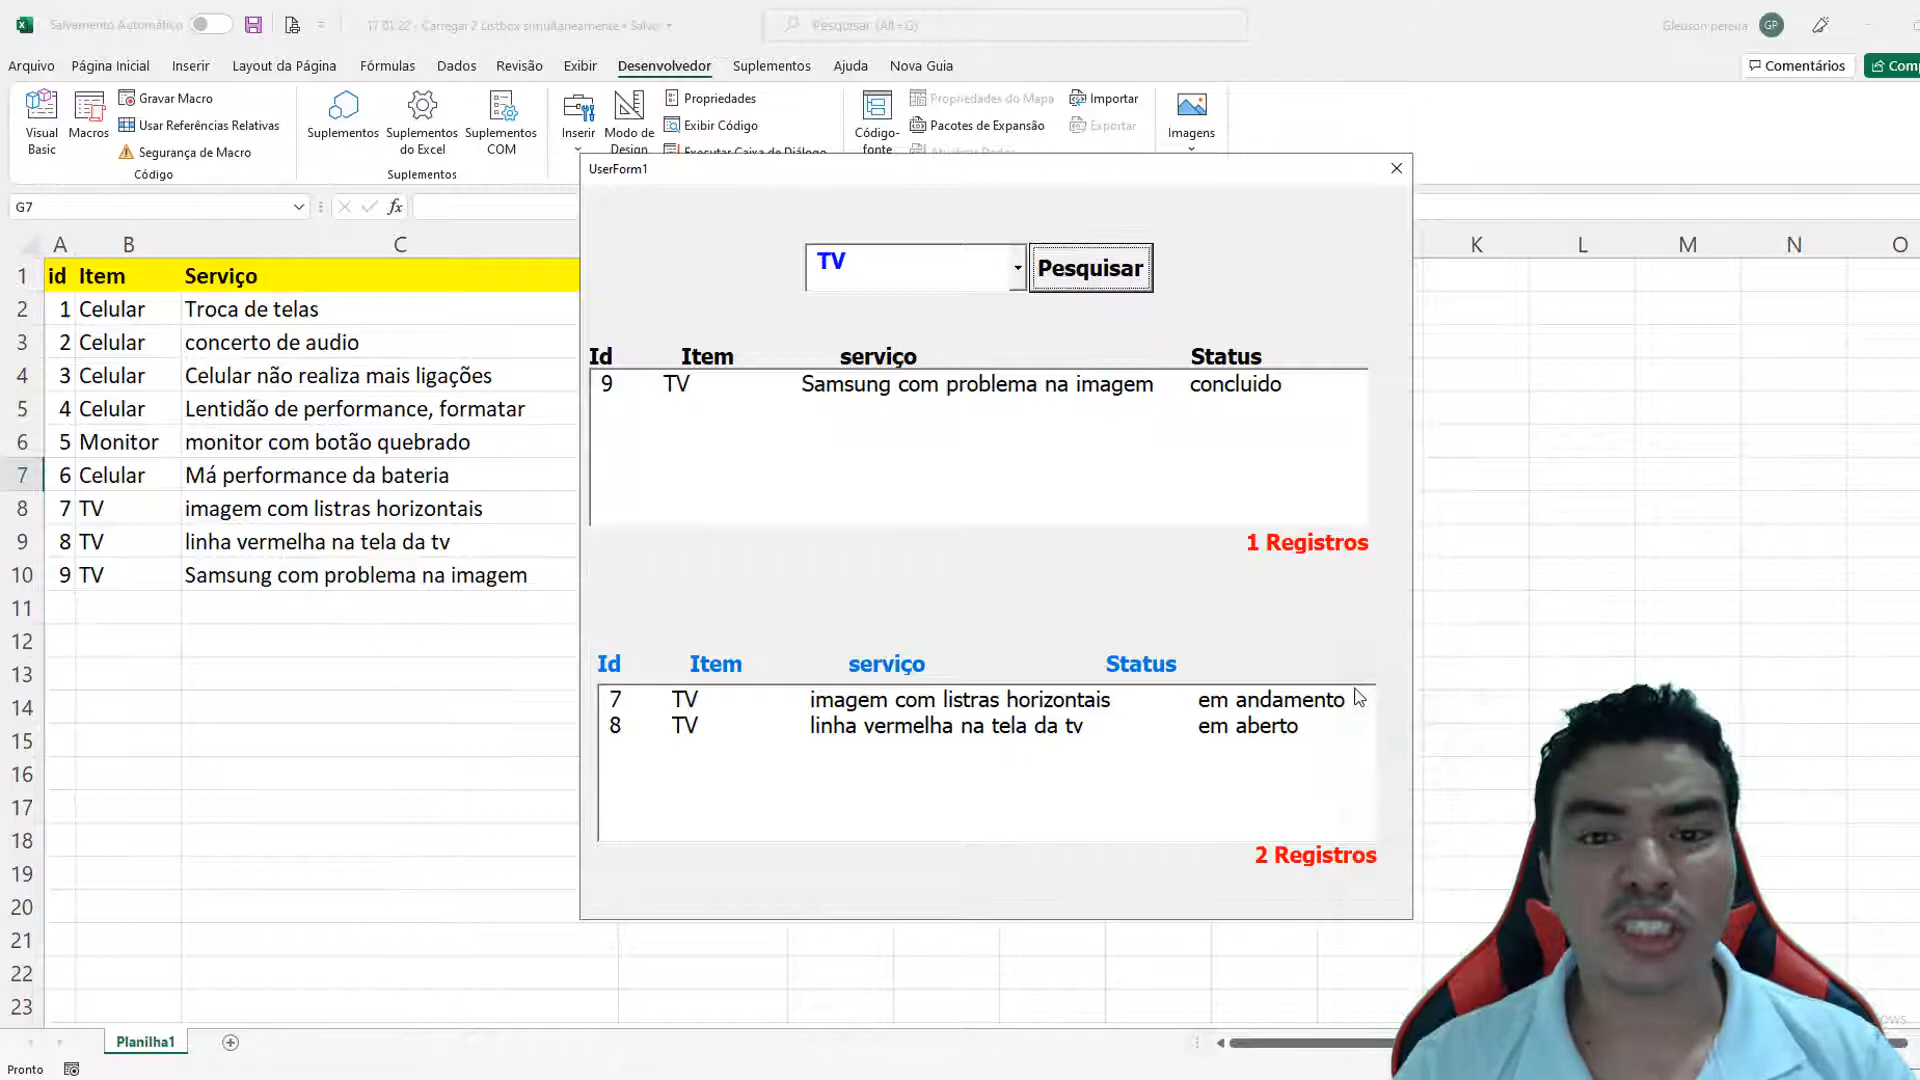 Salvamento Automático
17 01 22 - Carregar 2 Listbox simultaneamente • Salvo
Pesquisar (Alt+G)
Gleuson pereira
GP
Arquivo
Página Inicial
Inserir
Layout da Página
Fórmulas
Dados
Revisão
Exibir
Desenvolvedor
Suplementos
Ajuda
Nova Guia
Comentários
Comp
Visual Basic
Macros
Gravar Macro
Usar Referências Relativas
Segurança de Macro
Código
Suplementos
Suplementos do Excel
Suplementos COM
Suplementos
Inserir
Modo de Design
Propriedades
Exibir Código
Executar Caixa de Diálogo
Código-fonte
Propriedades do Mapa
Pacotes de Expansão
Atualizar Dados
Importar
Exportar
Imagens
G7
fx
A B C K L M N O
1 id Item Serviço
2 1 Celular Troca de telas
3 2 Celular concerto de audio
4 3 Celular Celular não realiza mais ligações
5 4 Celular Lentidão de performance, formatar
6 5 Monitor monitor com botão quebrado
7 6 Celular Má performance da bateria
8 7 TV imagem com listras horizontais
9 8 TV linha vermelha na tela da tv
10 9 TV Samsung com problema na imagem
11
12
13
14
15
16
17
18
19
20
21
22
23
UserForm1
TV
Pesquisar
Id Item serviço Status
9 TV Samsung com problema na imagem concluido
1 Registros
Id Item serviço Status
7 TV imagem com listras horizontais em andamento
8 TV linha vermelha na tela da tv em aberto
2 Registros
Planilha1
Pronto